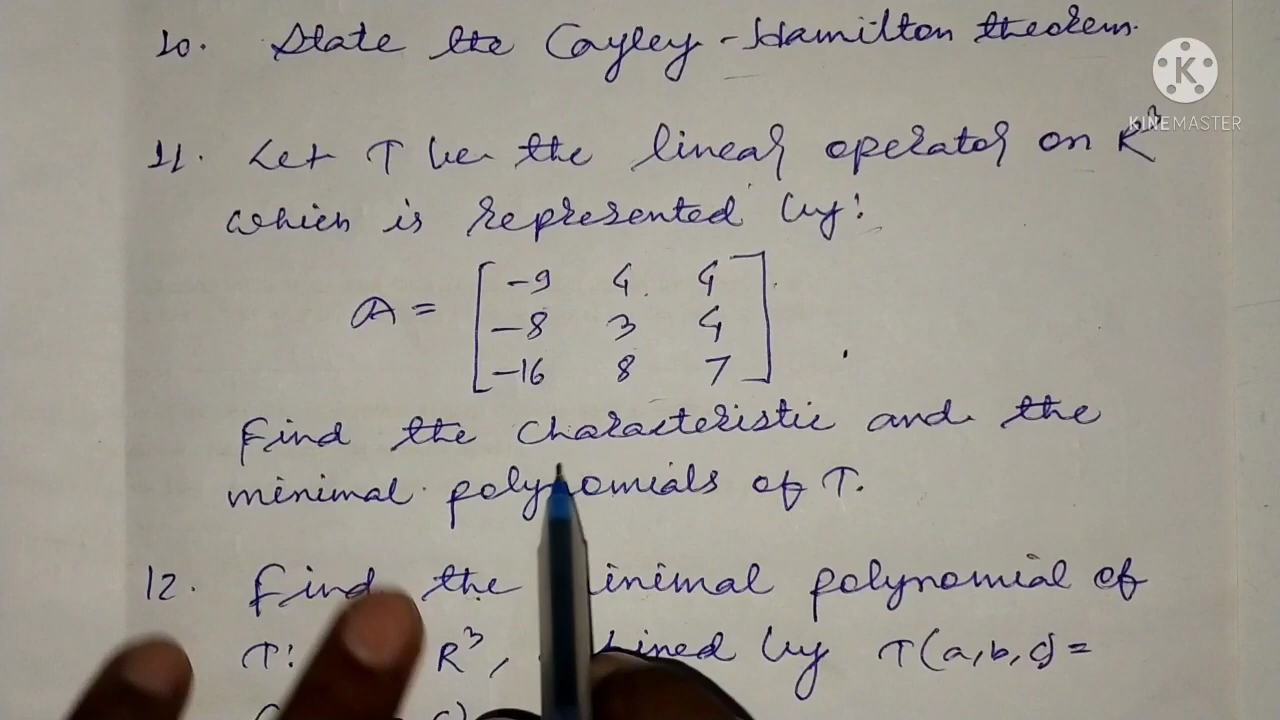 10. State the Cayley-Hamilton theorem.
K
KINEMASTER
11. Let T be the linear operator on R³
which is represented by:
A = [ -9 4 4
-8 3 4
-16 8 7 ]
Find the characteristic and the
minimal polynomials of T.
12. Find the inimal polynomial of
T: R³, ined by T(a,b,c) =